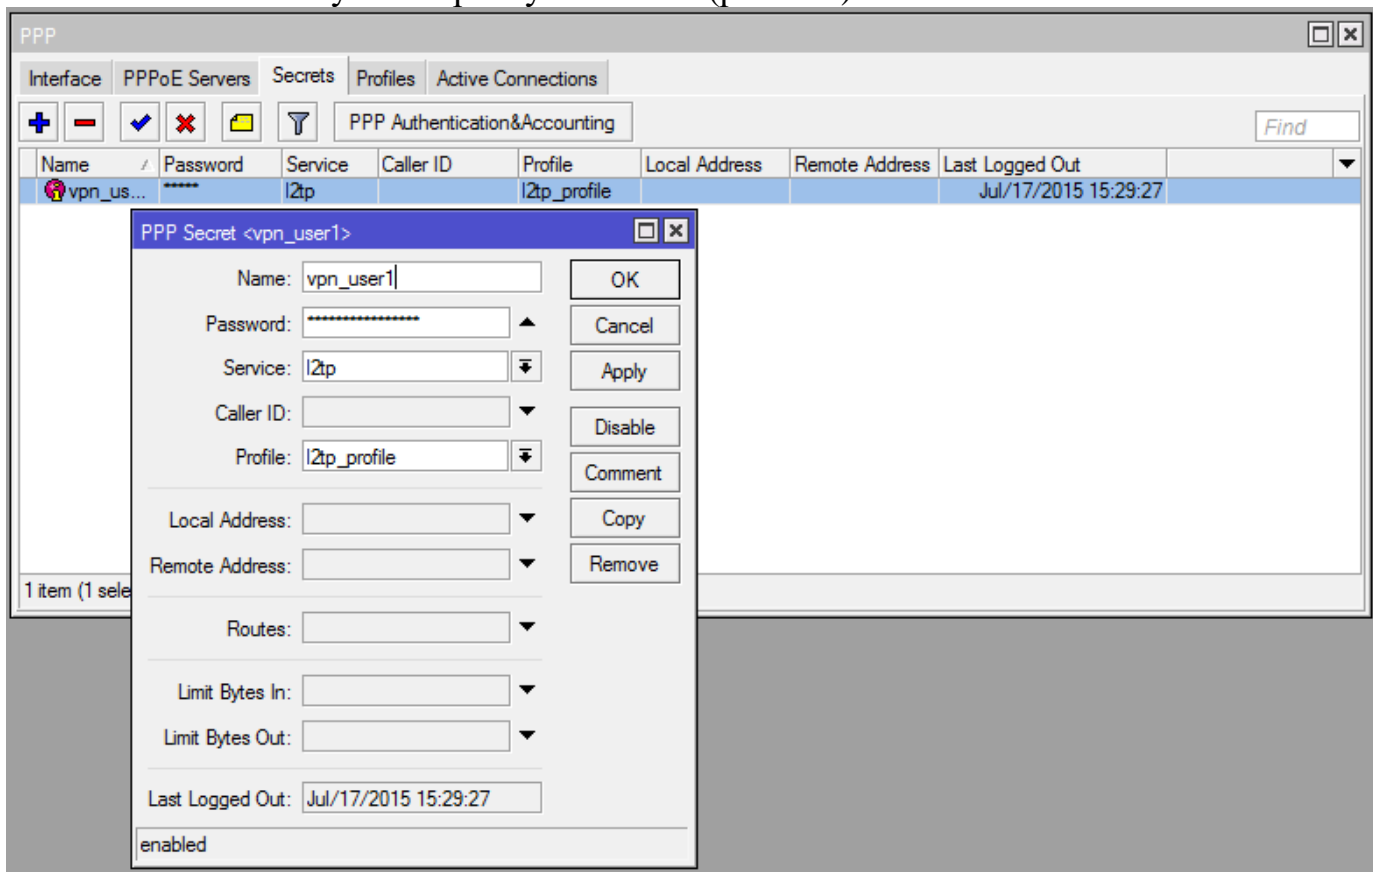 PPP
Interface PPPoE Servers Secrets Profiles Active Connections
PPP Authentication&Accounting Find
Name Password Service Caller ID Profile Local Address Remote Address Last Logged Out
vpn_us... ***** l2tp l2tp_profile Jul/17/2015 15:29:27
PPP Secret <vpn_user1>
Name: vpn_user1 OK
Password: **************** Cancel
Service: l2tp Apply
Caller ID: Disable
Profile: l2tp_profile Comment
Local Address: Copy
Remote Address: Remove
1 item (1 sele
Routes:
Limit Bytes In:
Limit Bytes Out:
Last Logged Out: Jul/17/2015 15:29:27
enabled